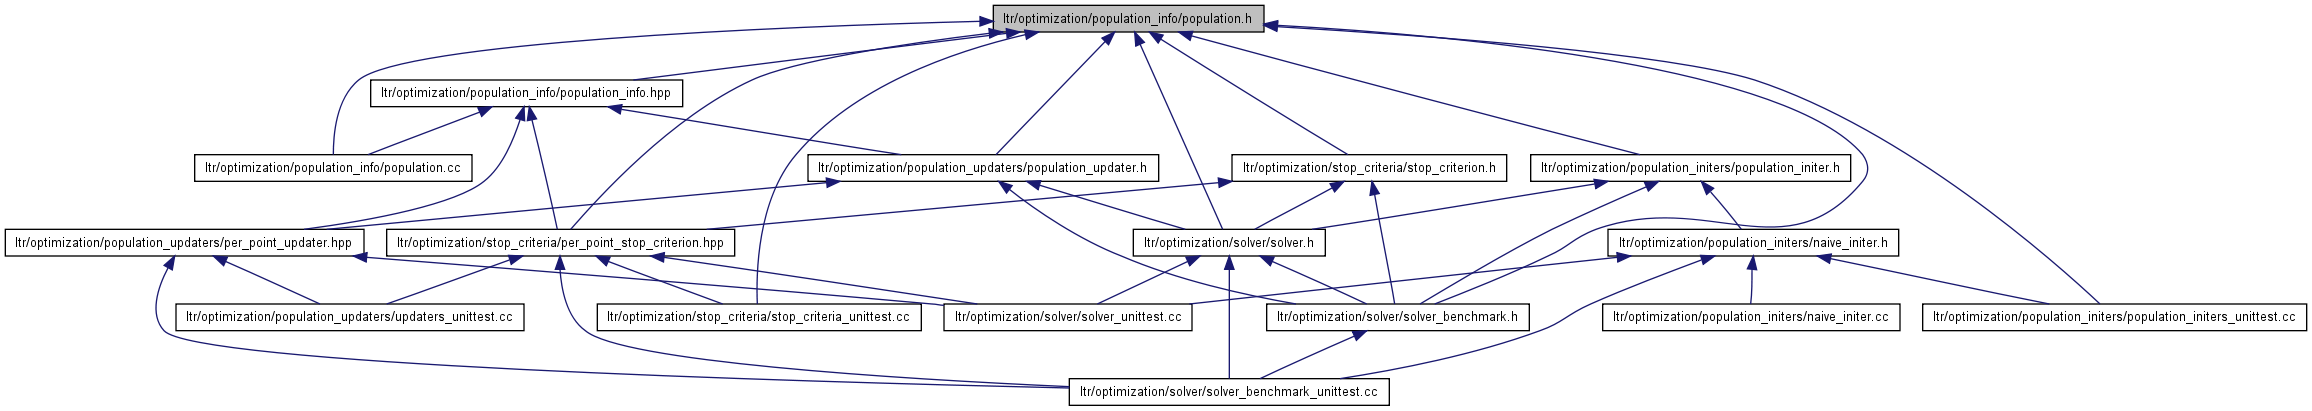 ltr/optimization/population_info/population.h
ltr/optimization/population_info/population_info.hpp
ltr/optimization/population_info/population.cc
ltr/optimization/population_updaters/population_updater.h
ltr/optimization/stop_criteria/stop_criterion.h
ltr/optimization/population_initers/population_initer.h
ltr/optimization/population_updaters/per_point_updater.hpp
ltr/optimization/stop_criteria/per_point_stop_criterion.hpp
ltr/optimization/solver/solver.h
ltr/optimization/population_initers/naive_initer.h
ltr/optimization/population_updaters/updaters_unittest.cc
ltr/optimization/stop_criteria/stop_criteria_unittest.cc
ltr/optimization/solver/solver_unittest.cc
ltr/optimization/solver/solver_benchmark.h
ltr/optimization/population_initers/naive_initer.cc
ltr/optimization/population_initers/population_initers_unittest.cc
ltr/optimization/solver/solver_benchmark_unittest.cc